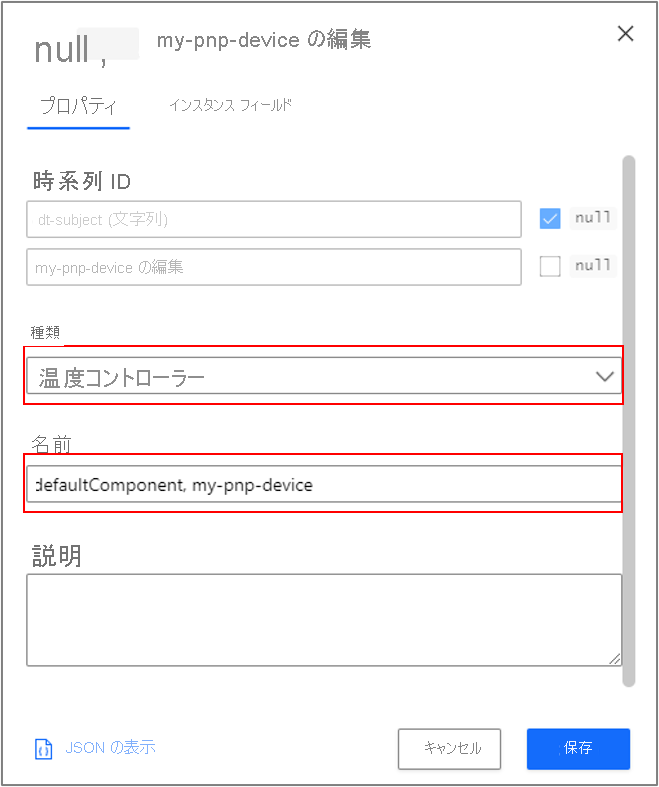 null , my-pnp-device の編集
プロパティ インスタンス フィールド
時系列 ID
dt-subject (文字列) null
my-pnp-device の編集 null
種類
温度コントローラー
名前
defaultComponent, my-pnp-device
説明
JSON の表示 キャンセル 保存